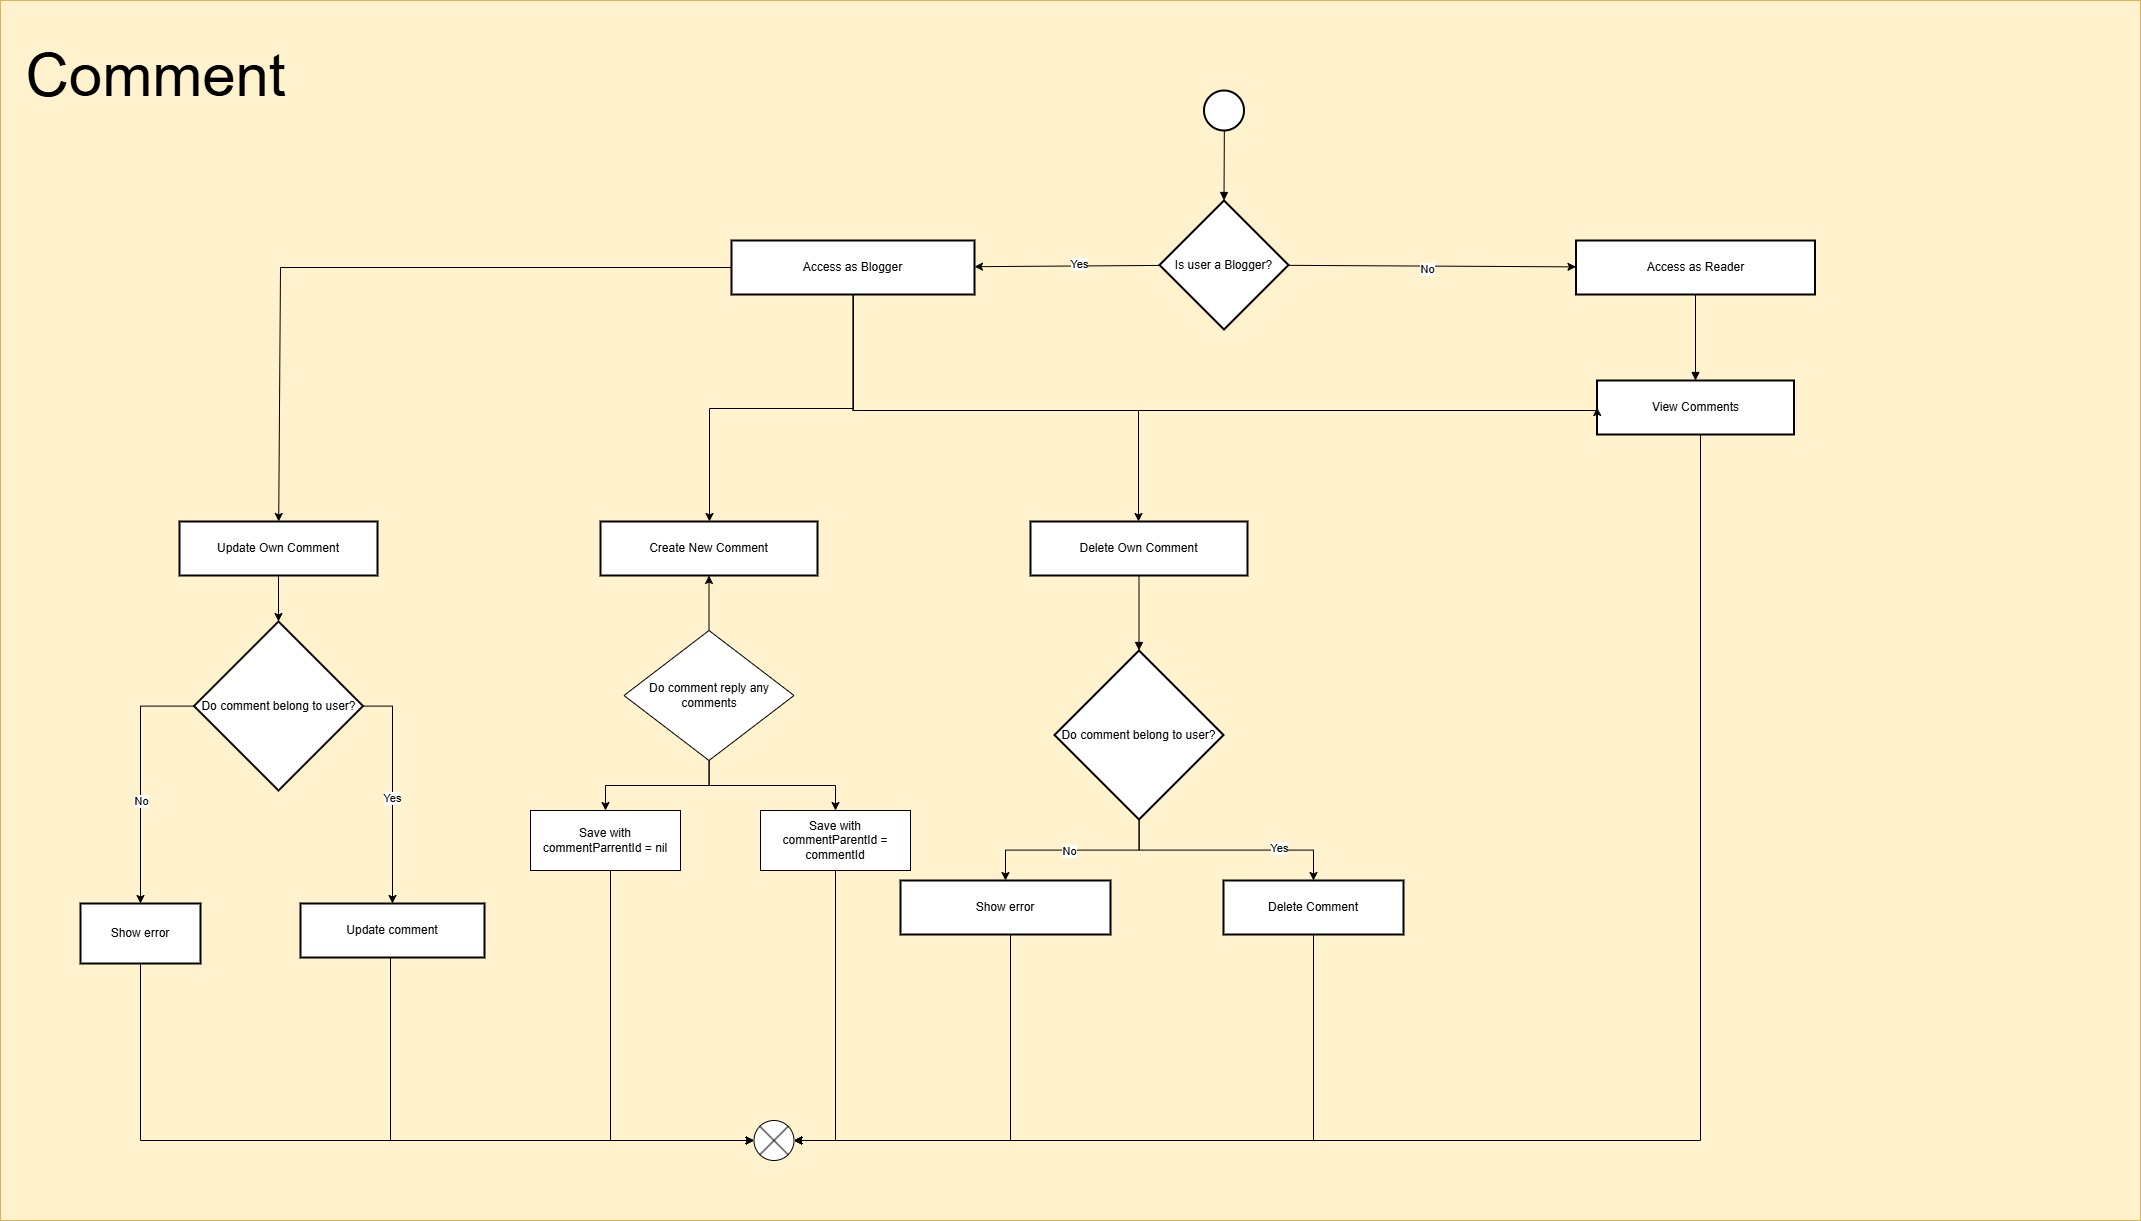 Comment
Is user a Blogger?
Yes
No
Access as Blogger
Access as Reader
View Comments
Update Own Comment
Create New Comment
Delete Own Comment
Do comment belong to user?
Do comment reply any
comments
Do comment belong to user?
No
Yes
Save with
commentParrentId = nil
Save with
commentParentId =
commentId
No
Yes
Show error
Update comment
Show error
Delete Comment